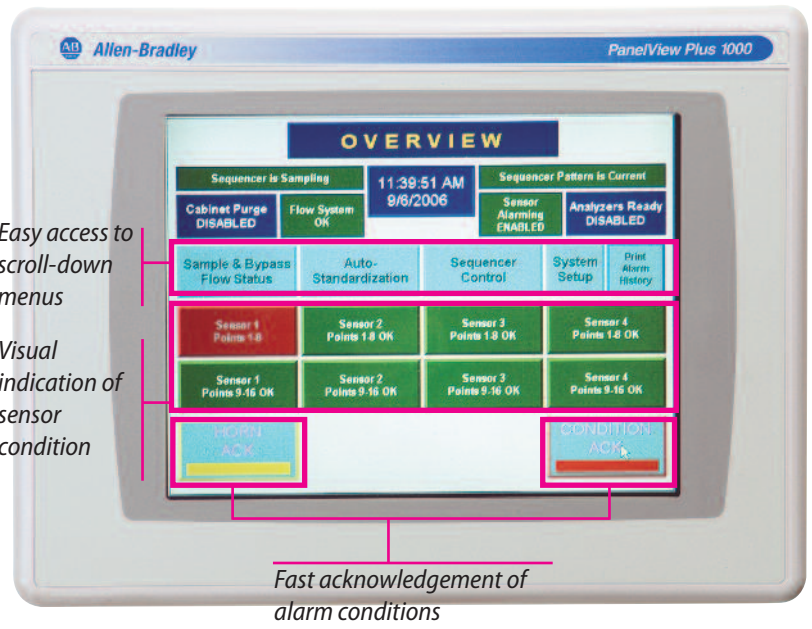 AB Allen-Bradley
PanelView Plus 1000
OVERVIEW
Sequencer is Sampling
11:39:51 AM
9/6/2006
Sequencer Pattern is Current
Cabinet Purge
DISABLED
Flow System
OK
Sensor
Alarming
ENABLED
Analyzers Ready
DISABLED
Easy access to
scroll-down
menus
Sample & Bypass
Flow Status
Auto-
Standardization
Sequencer
Control
System
Setup
Print
Alarm
History
Visual
indication of
sensor
condition
Sensor 1
Points 1-8
Sensor 2
Points 1-8 OK
Sensor 3
Points 1-8 OK
Sensor 4
Points 1-8 OK
Sensor 1
Points 9-16 OK
Sensor 2
Points 9-16 OK
Sensor 3
Points 9-16 OK
Sensor 4
Points 9-16 OK
HORN
ACK
CONDITION
ACK
Fast acknowledgement of
alarm conditions